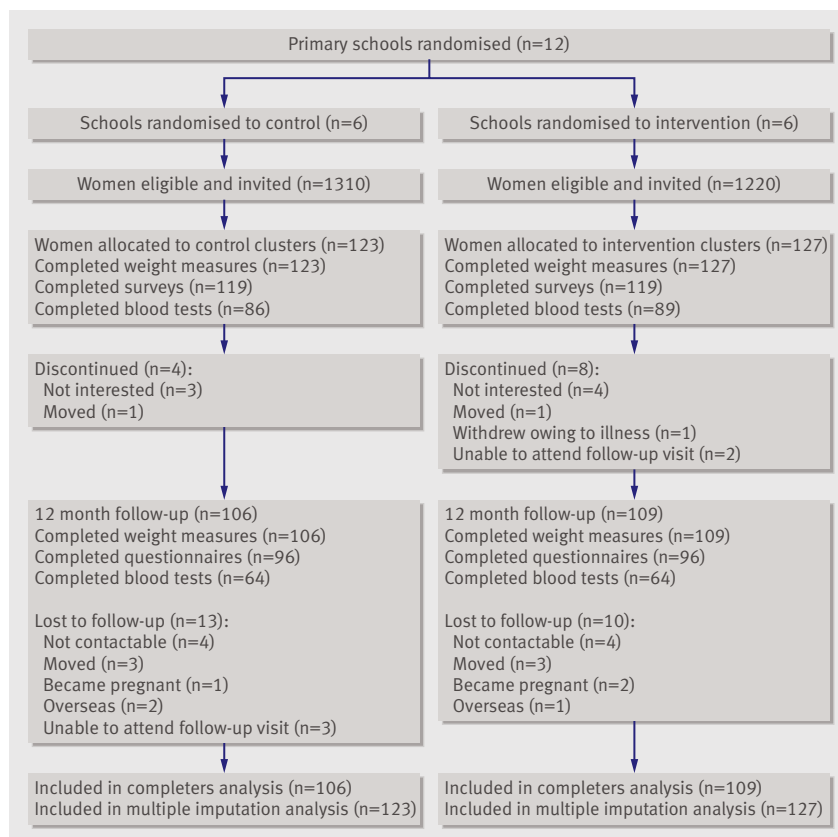 Primary schools randomised (n=12)
Schools randomised to control (n=6)
Schools randomised to intervention (n=6)
Women eligible and invited (n=1310)
Women eligible and invited (n=1220)
Women allocated to control clusters (n=123)
Completed weight measures (n=123)
Completed surveys (n=119)
Completed blood tests (n=86)
Women allocated to intervention clusters (n=127)
Completed weight measures (n=127)
Completed surveys (n=119)
Completed blood tests (n=89)
Discontinued (n=4):
Not interested (n=3)
Moved (n=1)
Discontinued (n=8):
Not interested (n=4)
Moved (n=1)
Withdrew owing to illness (n=1)
Unable to attend follow-up visit (n=2)
12 month follow-up (n=106)
Completed weight measures (n=106)
Completed questionnaires (n=96)
Completed blood tests (n=64)
Lost to follow-up (n=13):
Not contactable (n=4)
Moved (n=3)
Became pregnant (n=1)
Overseas (n=2)
Unable to attend follow-up visit (n=3)
12 month follow-up (n=109)
Completed weight measures (n=109)
Completed questionnaires (n=96)
Completed blood tests (n=64)
Lost to follow-up (n=10):
Not contactable (n=4)
Moved (n=3)
Became pregnant (n=2)
Overseas (n=1)
Included in completers analysis (n=106)
Included in multiple imputation analysis (n=123)
Included in completers analysis (n=109)
Included in multiple imputation analysis (n=127)